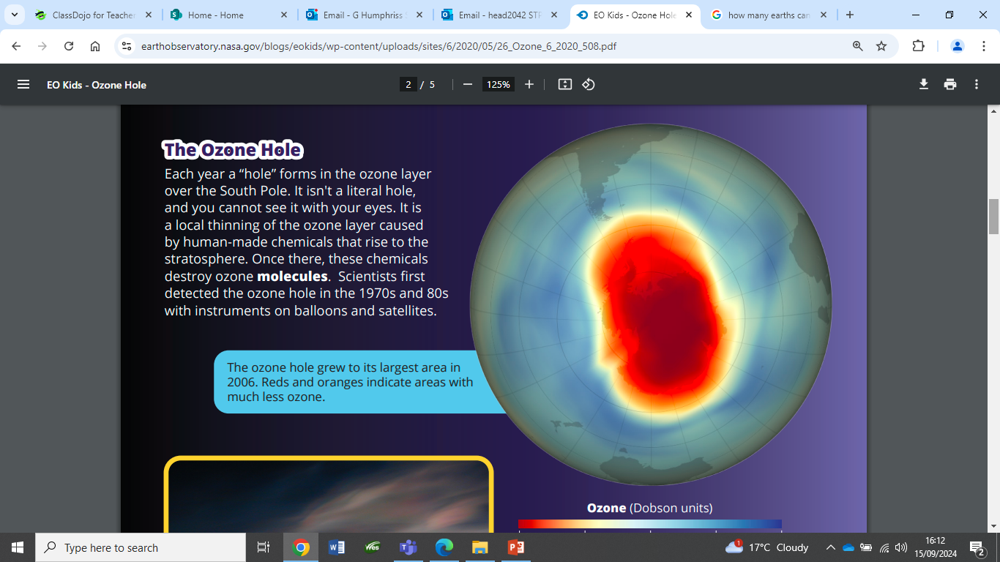 ClassDojo for Teacher
Home - Home
Email - G Humphriss S
Email - head2042 STP
EO Kids - Ozone Hole
how many earths can
earthobservatory.nasa.gov/blogs/eokids/wp-content/uploads/sites/6/2020/05/26_Ozone_6_2020_508.pdf
EO Kids - Ozone Hole
2 / 5
125%
The Ozone Hole
Each year a “hole” forms in the ozone layer
over the South Pole. It isn't a literal hole,
and you cannot see it with your eyes. It is
a local thinning of the ozone layer caused
by human-made chemicals that rise to the
stratosphere. Once there, these chemicals
destroy ozone molecules. Scientists first
detected the ozone hole in the 1970s and 80s
with instruments on balloons and satellites.
The ozone hole grew to its largest area in
2006. Reds and oranges indicate areas with
much less ozone.
Ozone (Dobson units)
Type here to search
1
17°C Cloudy
16:12
15/09/2024
2